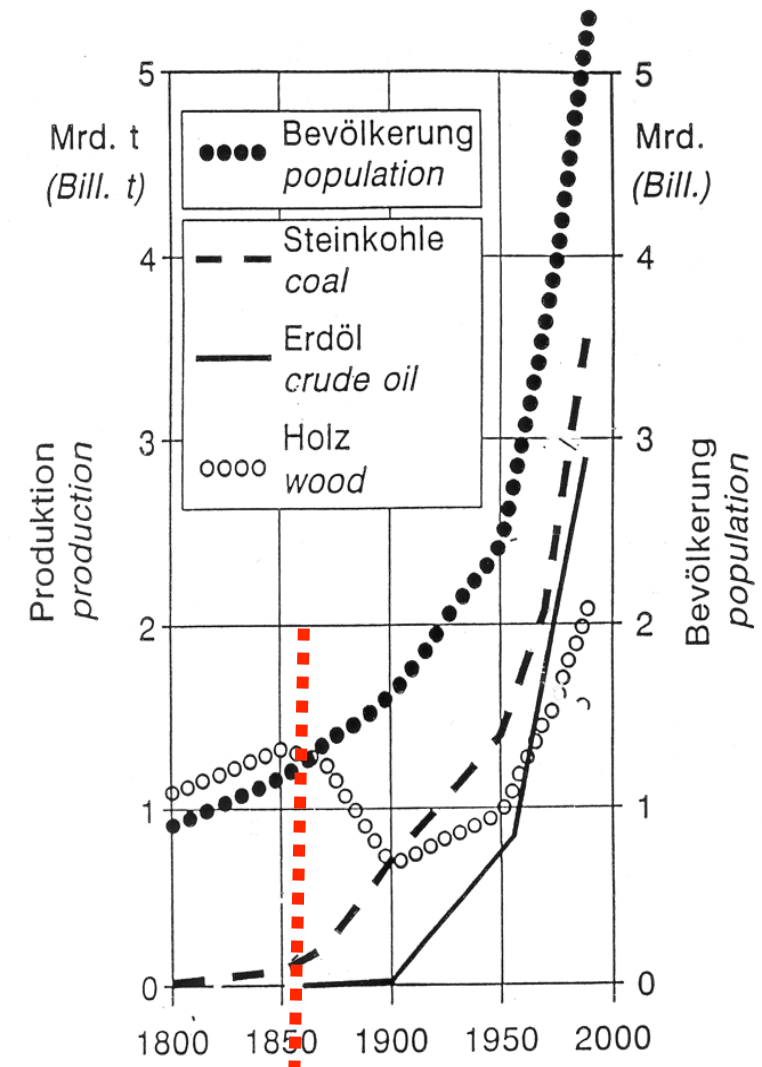 5
5
Mrd. t
(Bill. t)
Bevölkerung
population
Mrd.
(Bill.)
4
Steinkohle
coal
4
Erdöl
crude oil
3
Holz
wood
3
Produktion
production
Bevölkerung
population
2
2
1
1
0
0
1800
1850
1900
1950
2000